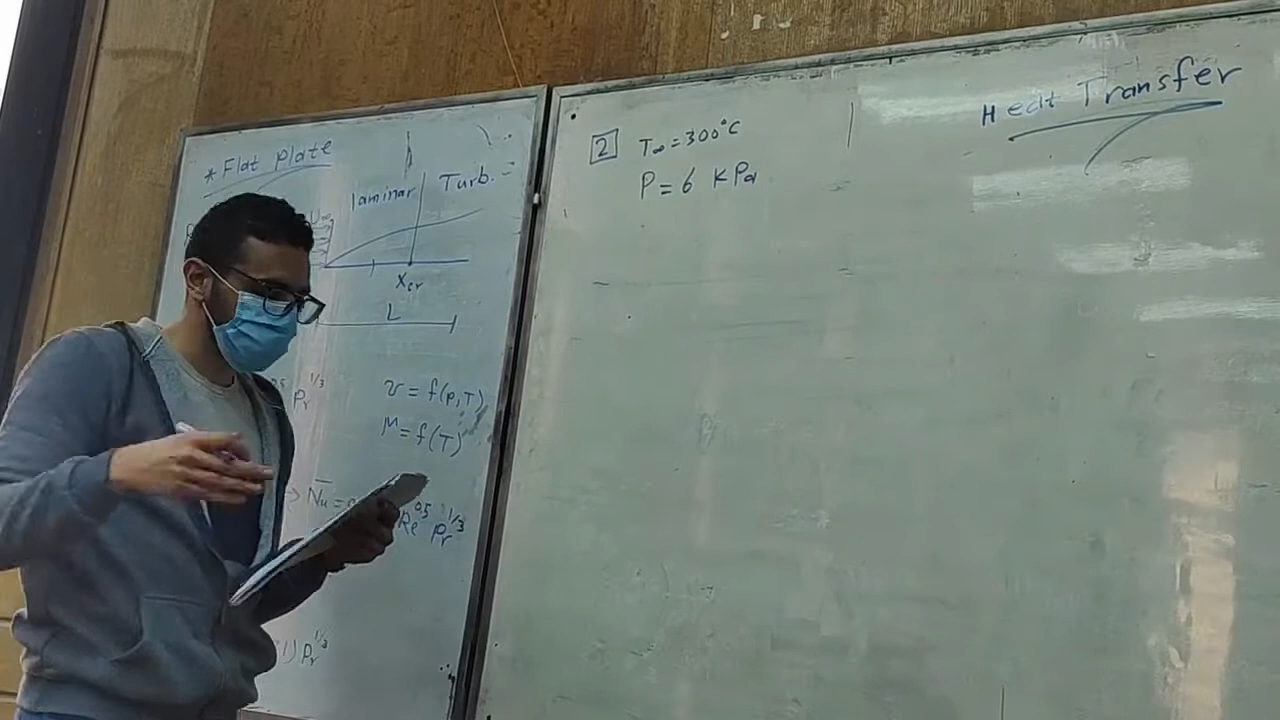 * Flat Plate
U∞
laminar
Turb.
Xcr
L
Pr^1/3
ν = f(P,T)
μ = f(T)
→ Nu =
Re^0.5 Pr^1/3
) Pr^1/3
2 T∞ = 300°C
P = 6 KPa
Heat Transfer